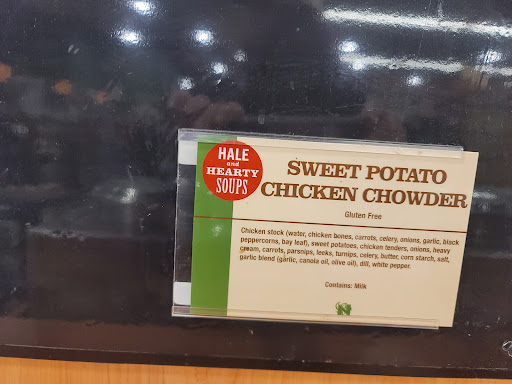 HALE
and
HEARTY
SOUPS
SWEET POTATO
CHICKEN CHOWDER
Gluten Free
Chicken stock (water, chicken bones, carrots, celery, onions, garlic, black
peppercorns, bay leaf), sweet potatoes, chicken tenders, onions, heavy
cream, carrots, parsnips, leeks, turnips, celery, butter, corn starch, salt,
garlic blend (garlic, canola oil, olive oil), dill, white pepper.
Contains: Milk
N